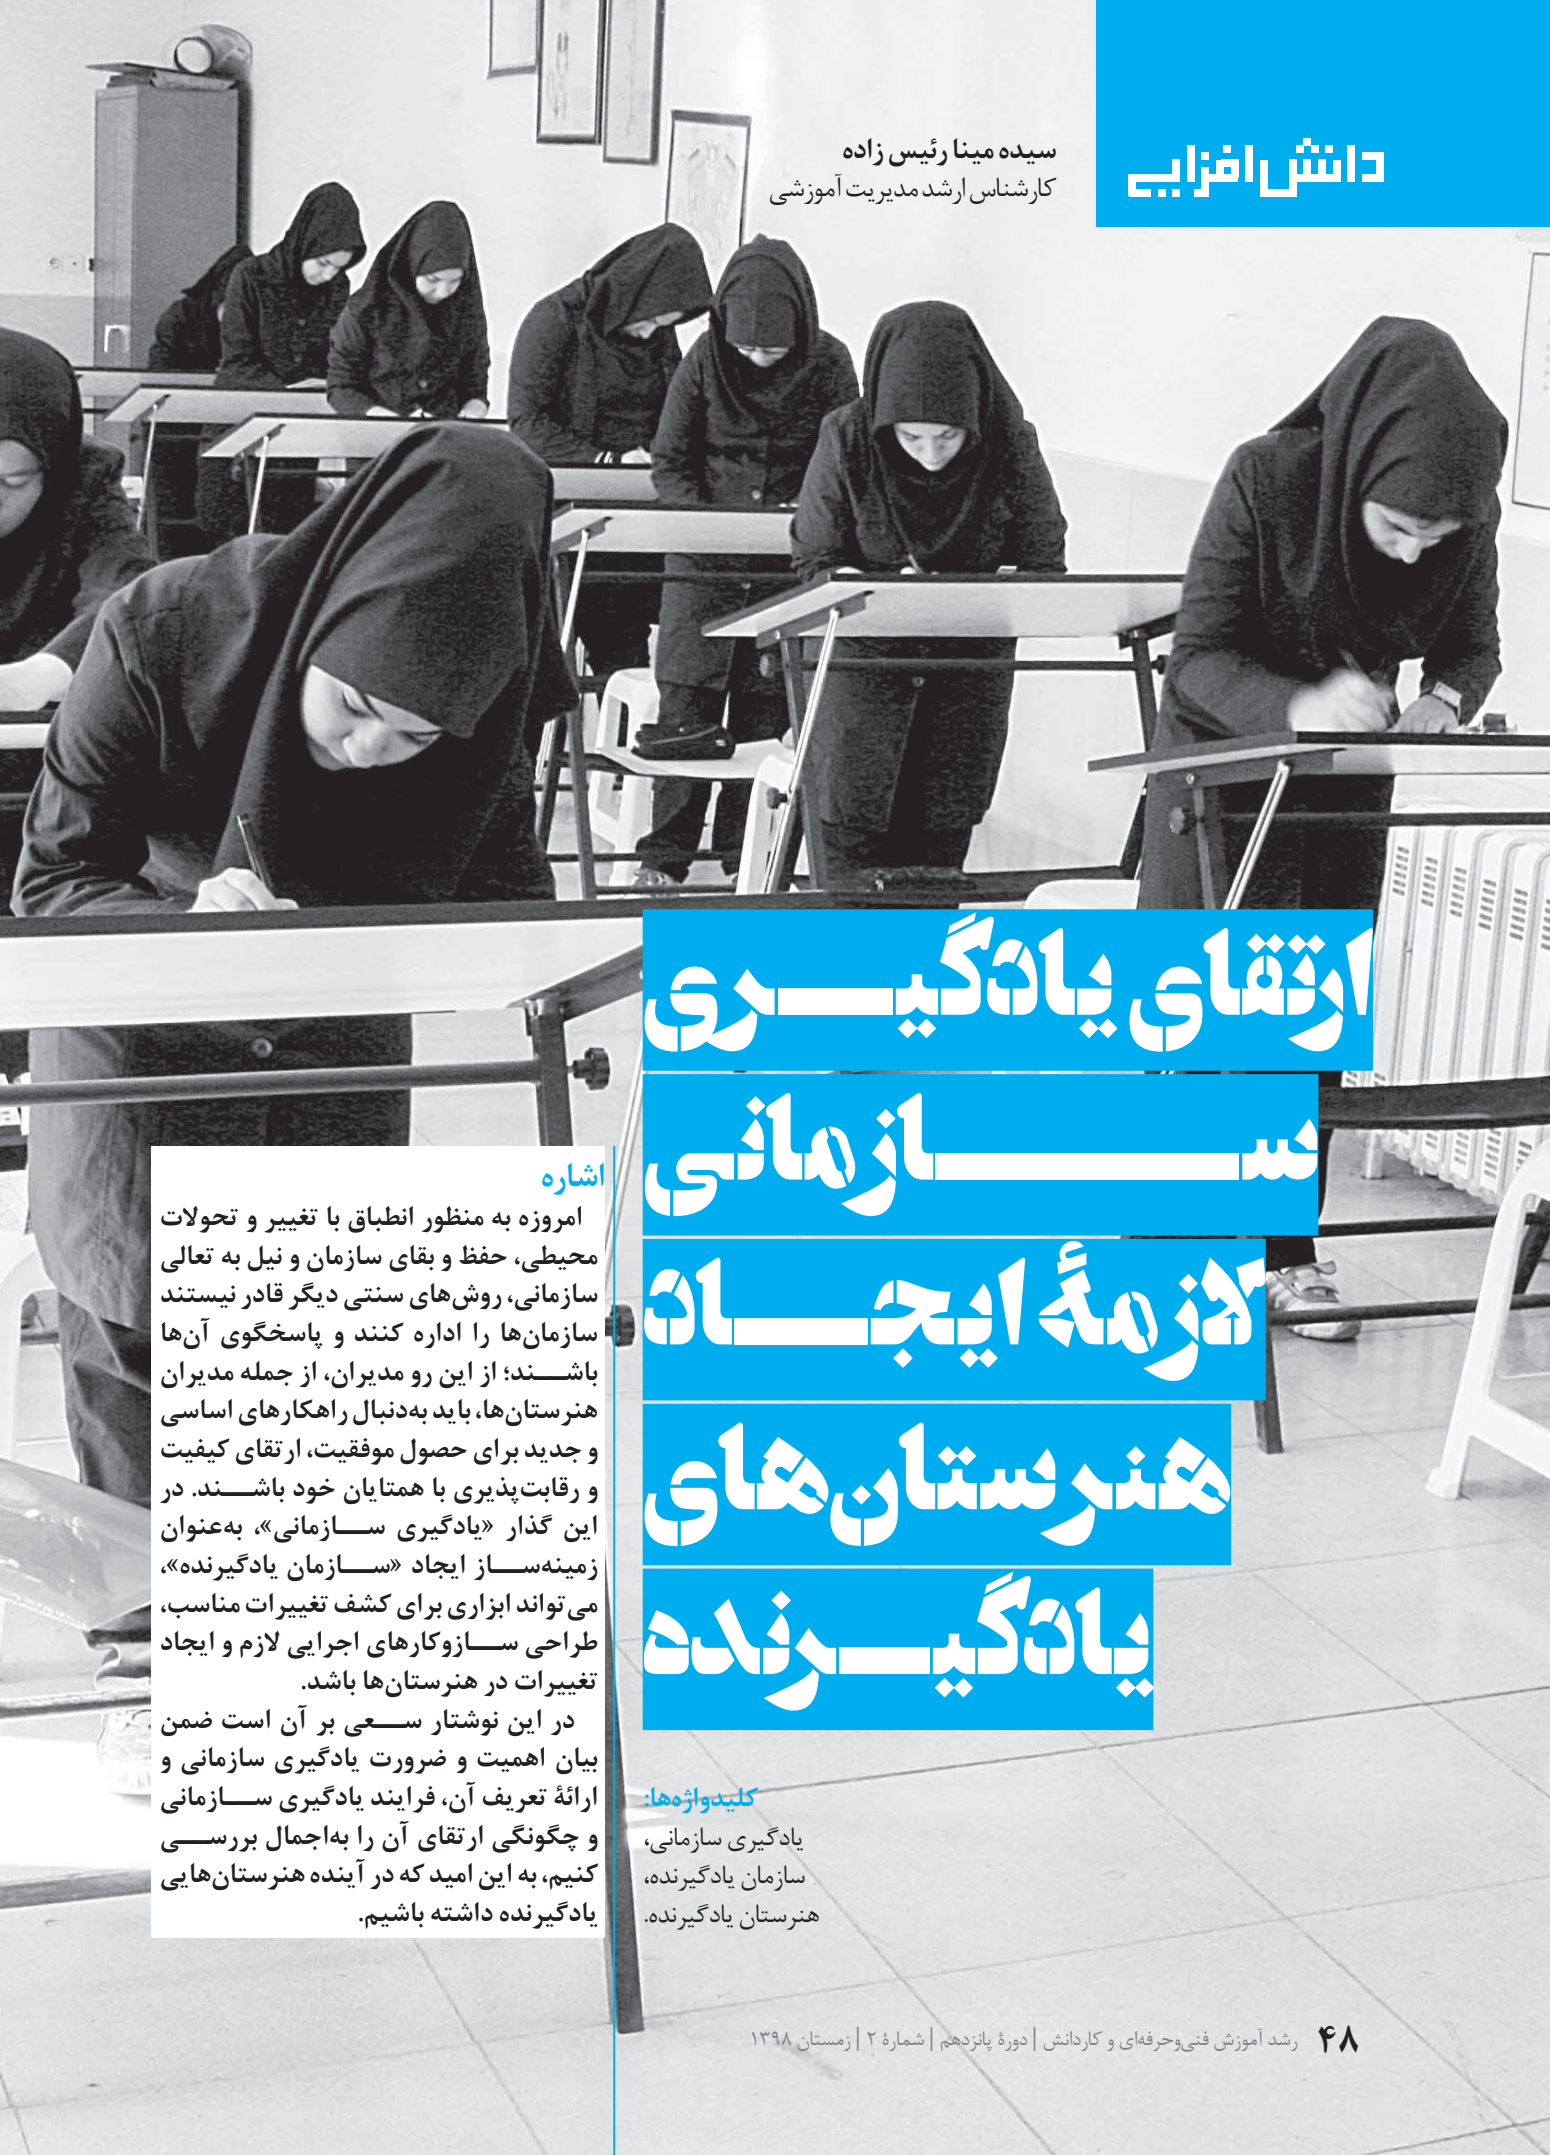 دانش‌افزایی
سیده مینا رئیس زاده
کارشناس ارشد مدیریت آموزشی
ارتقای یادگیری
سازمانی
لازمهٔ ایجاد
هنرستان‌های
یادگیرنده
اشاره
امروزه به منظور انطباق با تغییر و تحولات
محیطی، حفظ و بقای سازمان و نیل به تعالی
سازمانی، روش‌های سنتی دیگر قادر نیستند
سازمان‌ها را اداره کنند و پاسخگوی آن‌ها
باشند؛ از این رو مدیران، از جمله مدیران
هنرستان‌ها، باید به‌دنبال راهکارهای اساسی
و جدید برای حصول موفقیت، ارتقای کیفیت
و رقابت‌پذیری با همتایان خود باشند. در
این گذار «یادگیری سازمانی»، به‌عنوان
زمینه‌ساز ایجاد «سازمان یادگیرنده»،
می‌تواند ابزاری برای کشف تغییرات مناسب،
طراحی سازوکارهای اجرایی لازم و ایجاد
تغییرات در هنرستان‌ها باشد.
در این نوشتار سعی بر آن است ضمن
بیان اهمیت و ضرورت یادگیری سازمانی و
ارائهٔ تعریف آن، فرایند یادگیری سازمانی
و چگونگی ارتقای آن را به‌اجمال بررسی
کنیم، به این امید که در آینده هنرستان‌هایی
یادگیرنده داشته باشیم.
کلیدواژه‌ها:
یادگیری سازمانی،
سازمان یادگیرنده،
هنرستان یادگیرنده.
۴۸ رشد آموزش فنی‌وحرفه‌ای و کاردانش | دورهٔ پانزدهم | شمارهٔ ۲ | زمستان ۱۳۹۸